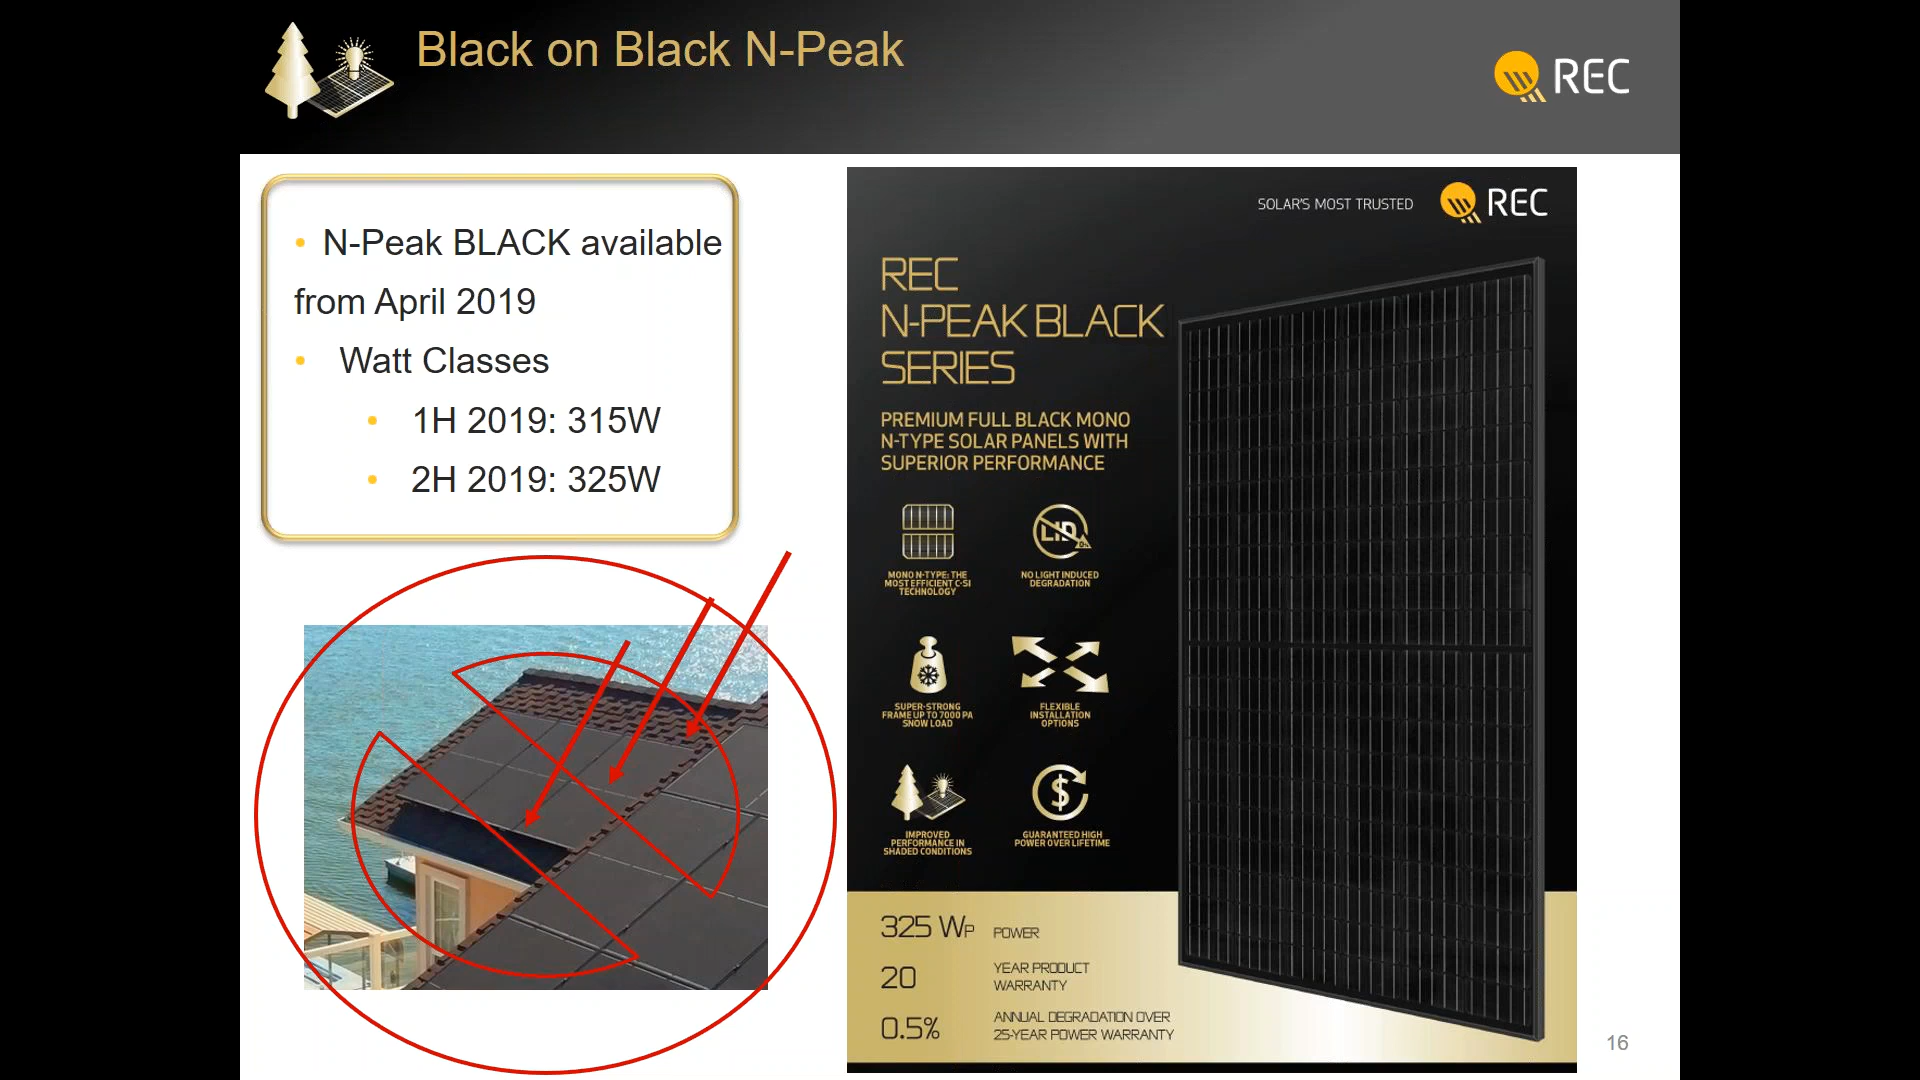 Black on Black N-Peak
REC
• N-Peak BLACK available
from April 2019
• Watt Classes
• 1H 2019: 315W
• 2H 2019: 325W
SOLAR'S MOST TRUSTED
REC
REC
N-PEAK BLACK
SERIES
PREMIUM FULL BLACK MONO
N-TYPE SOLAR PANELS WITH
SUPERIOR PERFORMANCE
MONO N-TYPE: THE
MOST EFFICIENT C-SI
TECHNOLOGY
LID
0%
NO LIGHT INDUCED
DEGRADATION
SUPER-STRONG
FRAME UP TO 7000 PA
SNOW LOAD
FLEXIBLE
INSTALLATION
OPTIONS
IMPROVED
PERFORMANCE IN
SHADED CONDITIONS
$
GUARANTEED HIGH
POWER OVER LIFETIME
325 WP POWER
20 YEAR PRODUCT
WARRANTY
0.5% ANNUAL DEGRADATION OVER
25-YEAR POWER WARRANTY
16